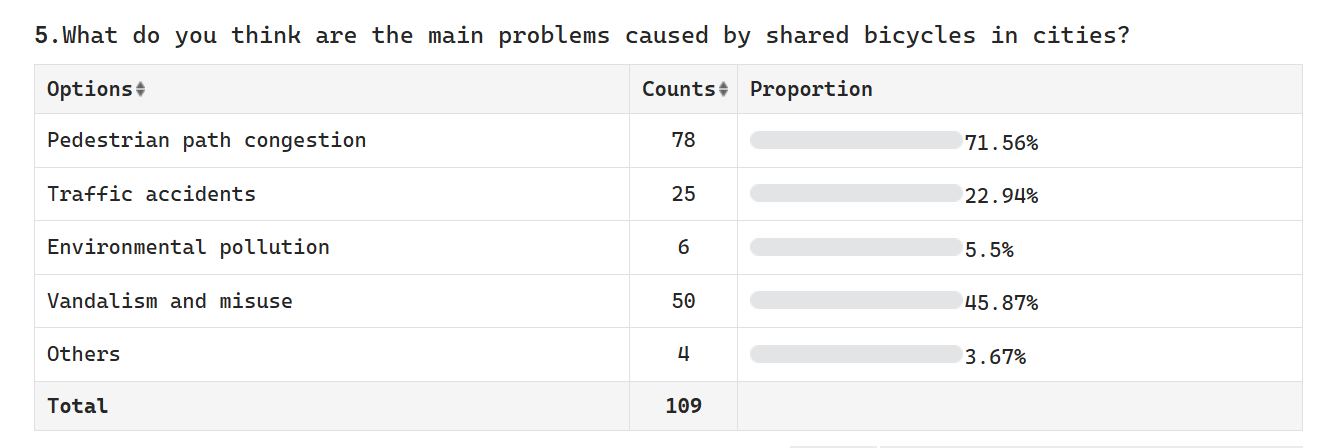 5.What do you think are the main problems caused by shared bicycles in cities?
Options Counts Proportion
Pedestrian path congestion 78 71.56%
Traffic accidents 25 22.94%
Environmental pollution 6 5.5%
Vandalism and misuse 50 45.87%
Others 4 3.67%
Total 109